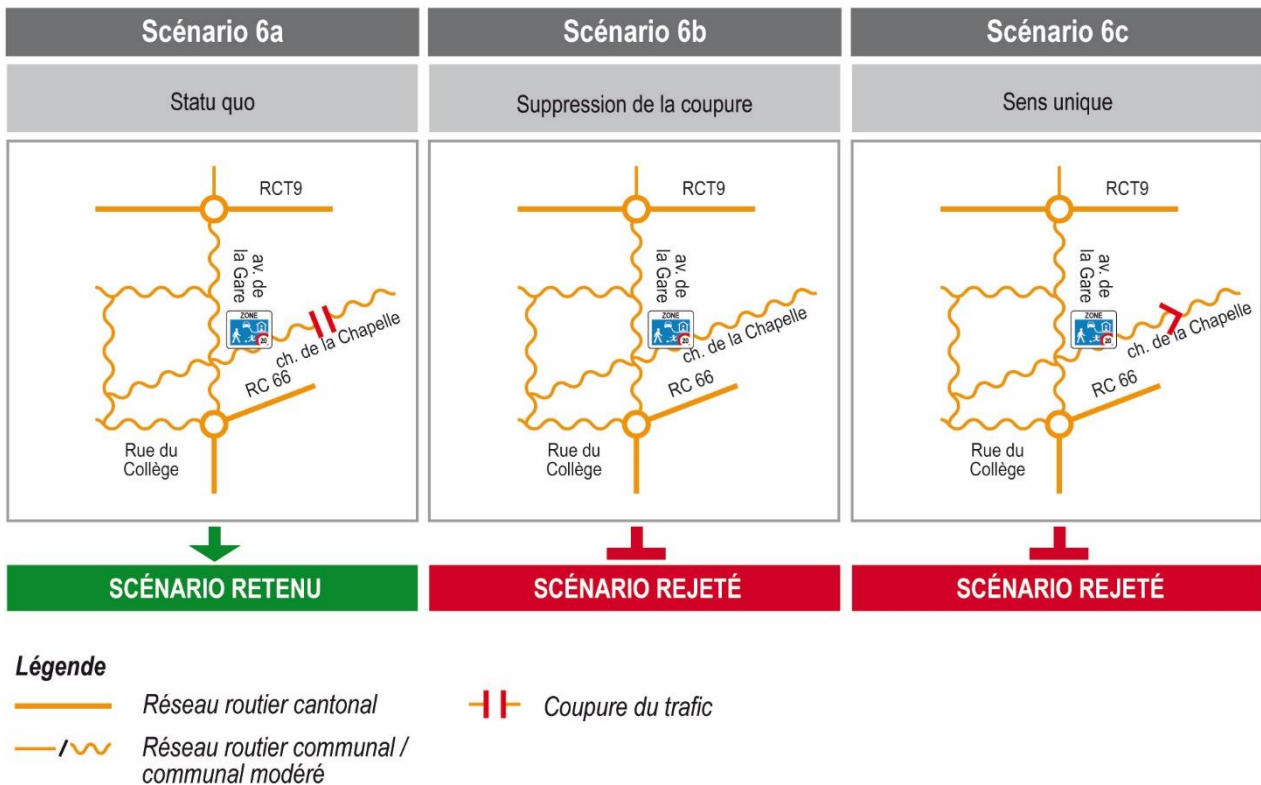 Scénario 6a
Statu quo
RCT9
av. de
la Gare
ZONE
20
ch. de la Chapelle
RC 66
Rue du
Collège
SCÉNARIO RETENU
Scénario 6b
Suppression de la coupure
RCT9
av. de
la Gare
ZONE
20
ch. de la Chapelle
RC 66
Rue du
Collège
SCÉNARIO REJETÉ
Scénario 6c
Sens unique
RCT9
av. de
la Gare
ZONE
20
ch. de la Chapelle
RC 66
Rue du
Collège
SCÉNARIO REJETÉ
Légende
Réseau routier cantonal
Réseau routier communal /
communal modéré
Coupure du trafic